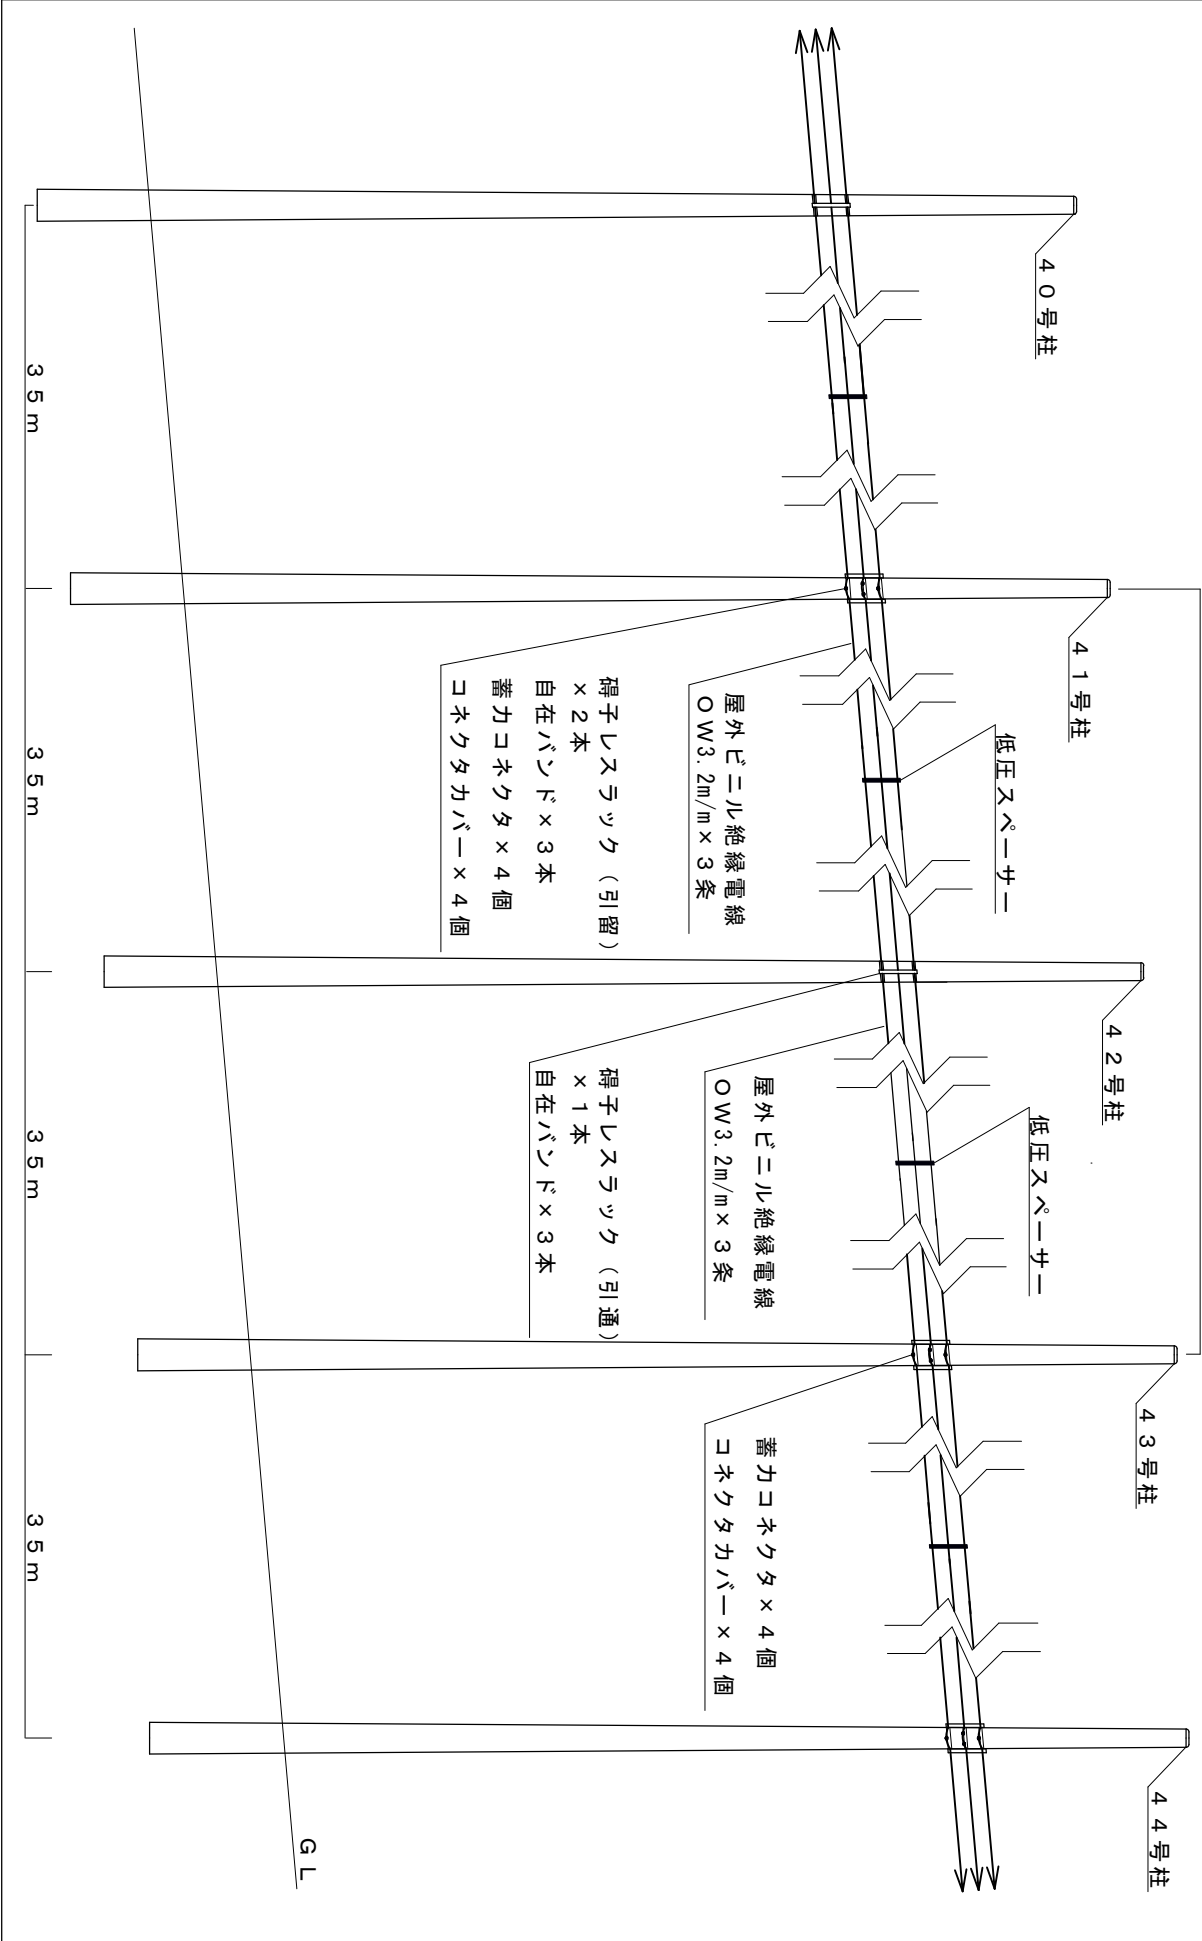 40号柱
41号柱
42号柱
43号柱
44号柱
低圧スペーサー
屋外ビニル絶縁電線
OW3.2m/m×3条
碍子レスラック（引留）
×2本
自在バンド×3本
蓄力コネクタ×4個
コネクタカバー×4個
低圧スペーサー
屋外ビニル絶縁電線
OW3.2m/m×3条
碍子レスラック（引通）
×1本
自在バンド×3本
蓄力コネクタ×4個
コネクタカバー×4個
GL
35m
35m
35m
35m